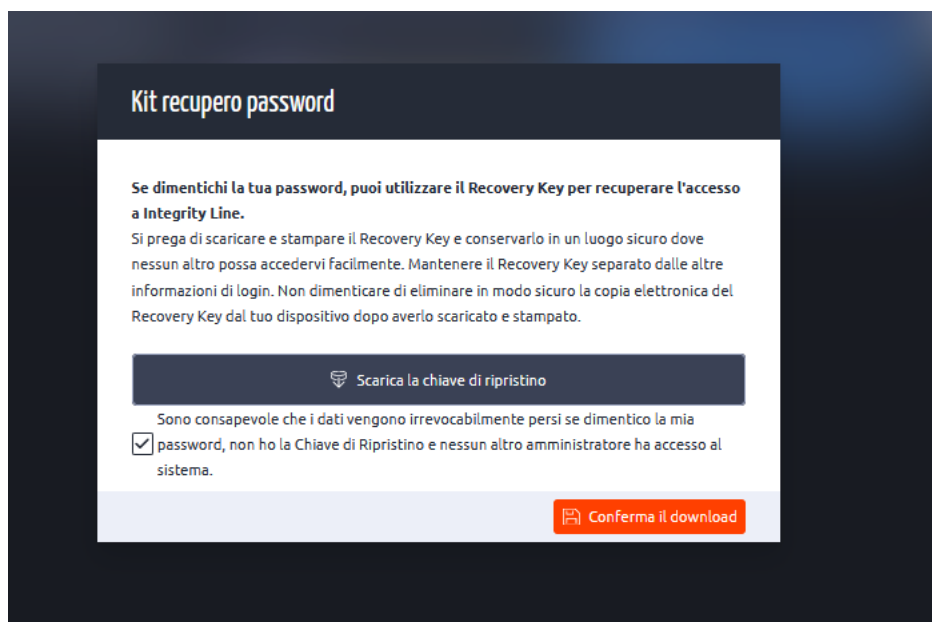 Kit recupero password
Se dimentichi la tua password, puoi utilizzare il Recovery Key per recuperare l'accesso
a Integrity Line.
Si prega di scaricare e stampare il Recovery Key e conservarlo in un luogo sicuro dove
nessun altro possa accedervi facilmente. Mantenere il Recovery Key separato dalle altre
informazioni di login. Non dimenticare di eliminare in modo sicuro la copia elettronica del
Recovery Key dal tuo dispositivo dopo averlo scaricato e stampato.
Scarica la chiave di ripristino
Sono consapevole che i dati vengono irrevocabilmente persi se dimentico la mia
password, non ho la Chiave di Ripristino e nessun altro amministratore ha accesso al
sistema.
Conferma il download